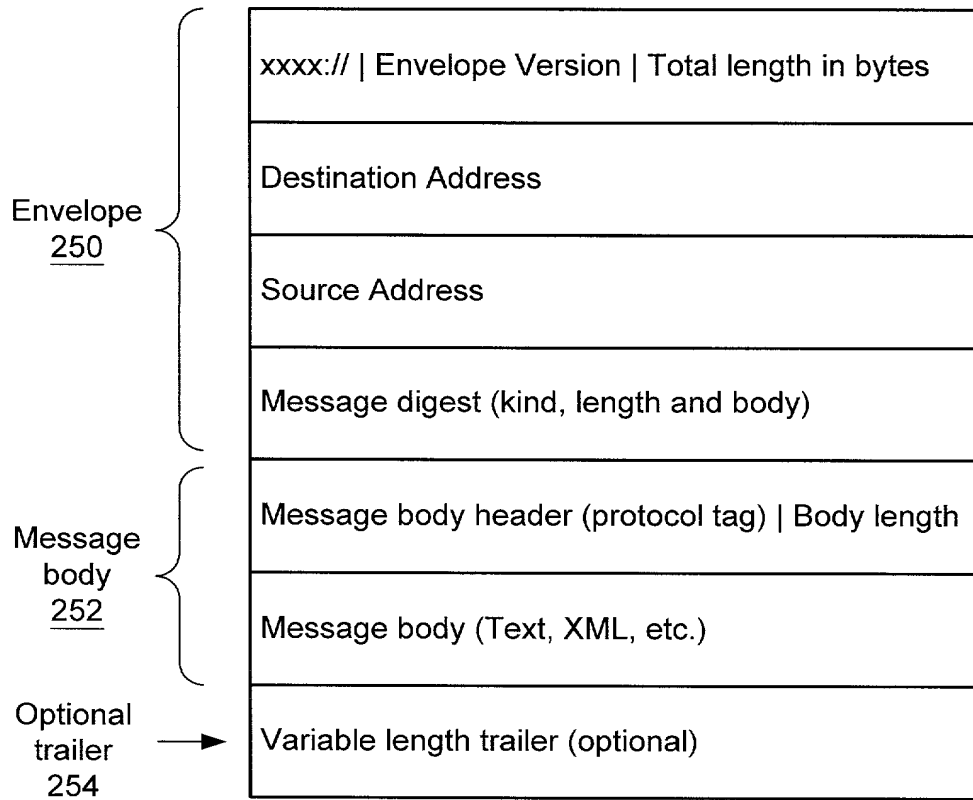 xxxx:// | Envelope Version | Total length in bytes
Destination Address
Envelope
250
Source Address
Message digest (kind, length and body)
Message body header (protocol tag) | Body length
Message
body
252
Message body (Text, XML, etc.)
Optional
trailer
254
Variable length trailer (optional)